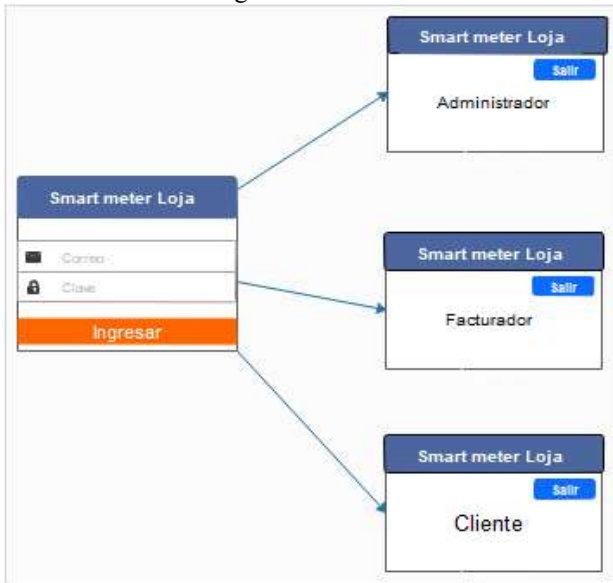 Smart meter Loja
Salir
Administrador
Smart meter Loja
Correo
Clave
Ingresar
Smart meter Loja
Salir
Facturador
Smart meter Loja
Salir
Cliente